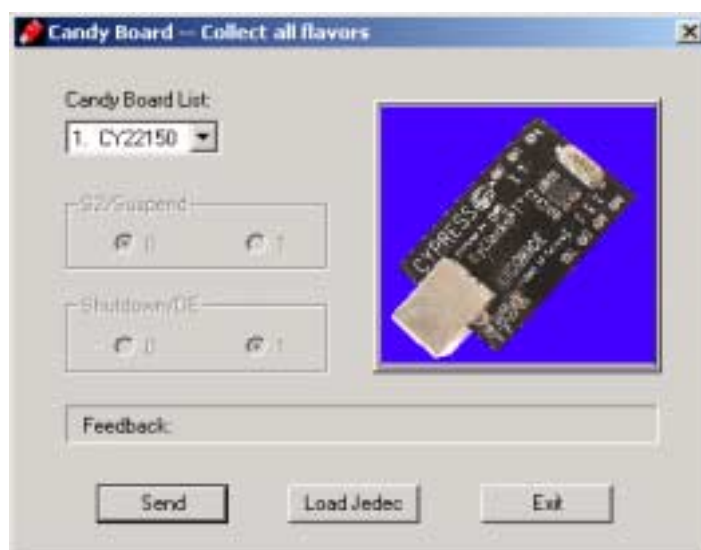 Candy Board -- Collect all flavors
Candy Board List:
1. CY22150
S2/Suspend
0 1
Shutdown/OE
0 1
CYPRESS
Feedback:
Send Load Jedec Exit